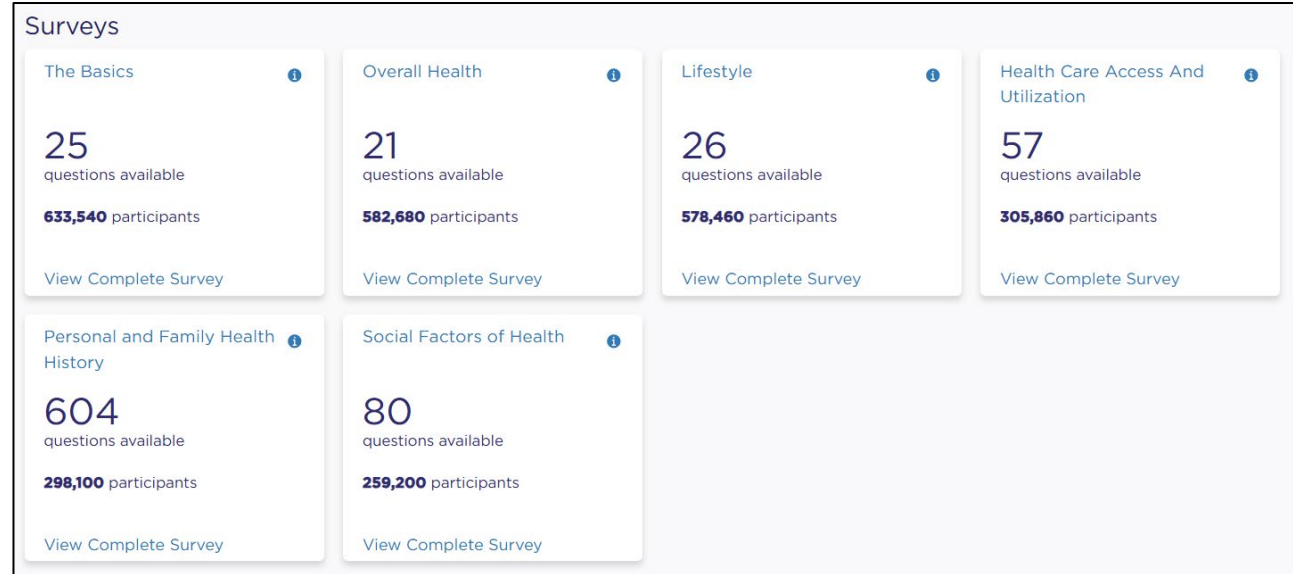 Surveys
The Basics
25
questions available
633,540 participants
View Complete Survey
Overall Health
21
questions available
582,680 participants
View Complete Survey
Lifestyle
26
questions available
578,460 participants
View Complete Survey
Health Care Access And
Utilization
57
questions available
305,860 participants
View Complete Survey
Personal and Family Health
History
604
questions available
298,100 participants
View Complete Survey
Social Factors of Health
80
questions available
259,200 participants
View Complete Survey